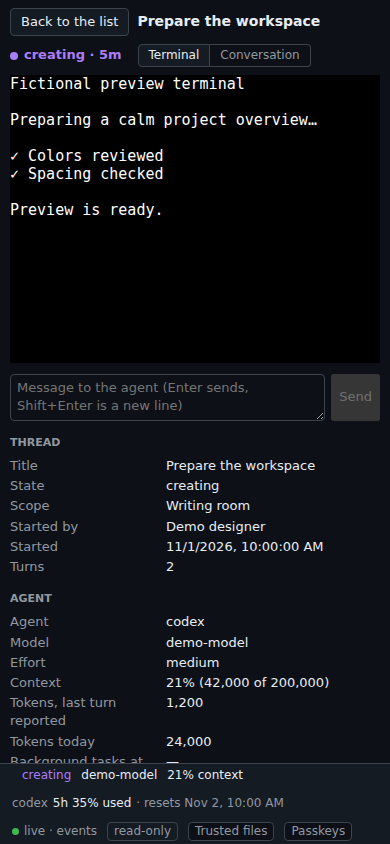 Back to the list Prepare the workspace
creating · 5m Terminal Conversation
Fictional preview terminal
Preparing a calm project overview…
✓ Colors reviewed
✓ Spacing checked
Preview is ready.
Message to the agent (Enter sends,
Shift+Enter is a new line)
Send
THREAD
Title Prepare the workspace
State creating
Scope Writing room
Started by Demo designer
Started 11/1/2026, 10:00:00 AM
Turns 2
AGENT
Agent codex
Model demo-model
Effort medium
Context 21% (42,000 of 200,000)
Tokens, last turn 1,200
reported
Tokens today 24,000
Background tasks at —
creating demo-model 21% context
codex 5h 35% used · resets Nov 2, 10:00 AM
live · events read-only Trusted files Passkeys